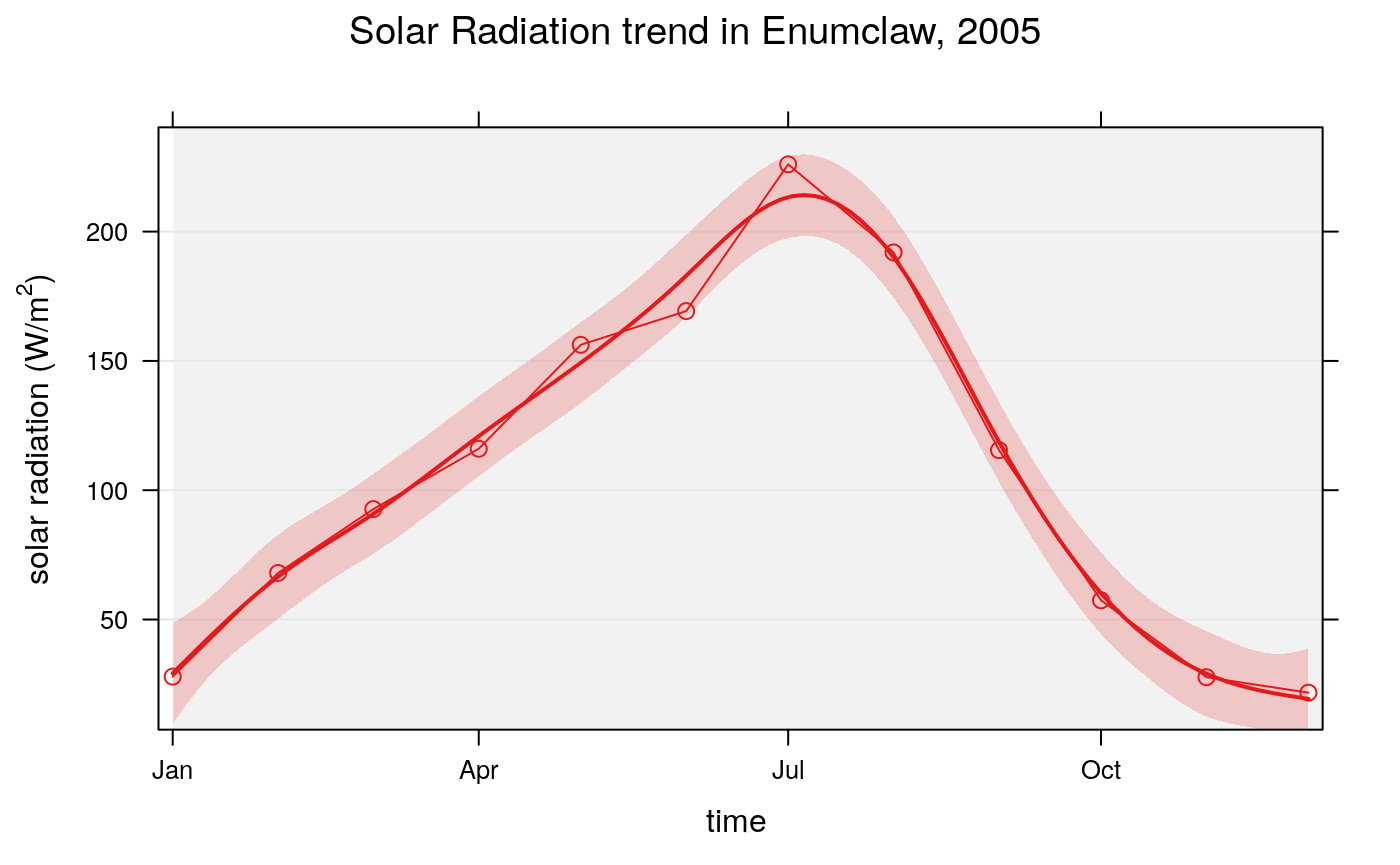 Solar Radiation trend in Enumclaw, 2005
solar radiation (W/m²)
200
150
100
50
Jan Apr Jul Oct
time